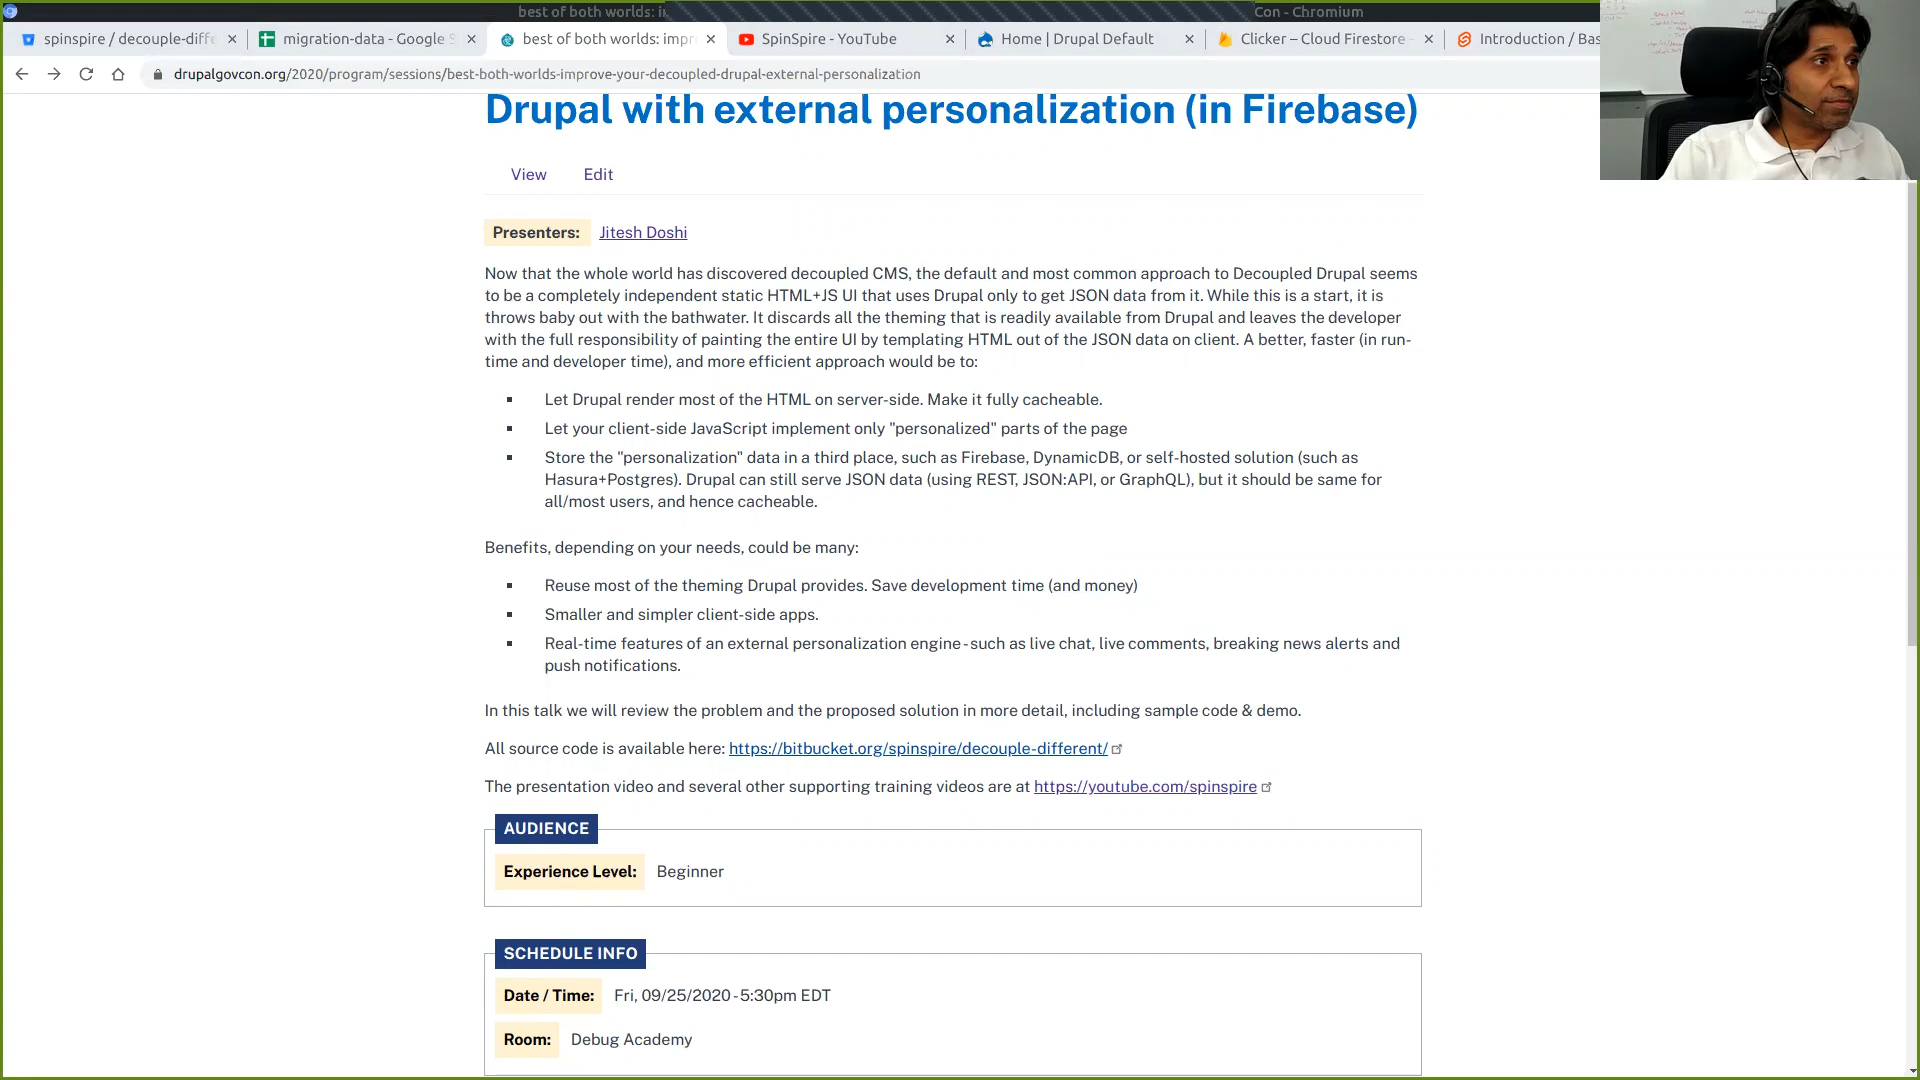 best of both worlds: i
Con - Chromium
spinspire / decouple-diffe
migration-data - Google S
best of both worlds: impr
SpinSpire - YouTube
Home | Drupal Default
Clicker – Cloud Firestore -
Introduction / Bas
drupalgovcon.org/2020/program/sessions/best-both-worlds-improve-your-decoupled-drupal-external-personalization
Drupal with external personalization (in Firebase)
View Edit
Presenters: Jitesh Doshi
Now that the whole world has discovered decoupled CMS, the default and most common approach to Decoupled Drupal seems
to be a completely independent static HTML+JS UI that uses Drupal only to get JSON data from it. While this is a start, it is
throws baby out with the bathwater. It discards all the theming that is readily available from Drupal and leaves the developer
with the full responsibility of painting the entire UI by templating HTML out of the JSON data on client. A better, faster (in run-
time and developer time), and more efficient approach would be to:
▪ Let Drupal render most of the HTML on server-side. Make it fully cacheable.
▪ Let your client-side JavaScript implement only "personalized" parts of the page
▪ Store the "personalization" data in a third place, such as Firebase, DynamicDB, or self-hosted solution (such as
Hasura+Postgres). Drupal can still serve JSON data (using REST, JSON:API, or GraphQL), but it should be same for
all/most users, and hence cacheable.
Benefits, depending on your needs, could be many:
▪ Reuse most of the theming Drupal provides. Save development time (and money)
▪ Smaller and simpler client-side apps.
▪ Real-time features of an external personalization engine - such as live chat, live comments, breaking news alerts and
push notifications.
In this talk we will review the problem and the proposed solution in more detail, including sample code & demo.
All source code is available here: https://bitbucket.org/spinspire/decouple-different/
The presentation video and several other supporting training videos are at https://youtube.com/spinspire
AUDIENCE
Experience Level: Beginner
SCHEDULE INFO
Date / Time: Fri, 09/25/2020 - 5:30pm EDT
Room: Debug Academy